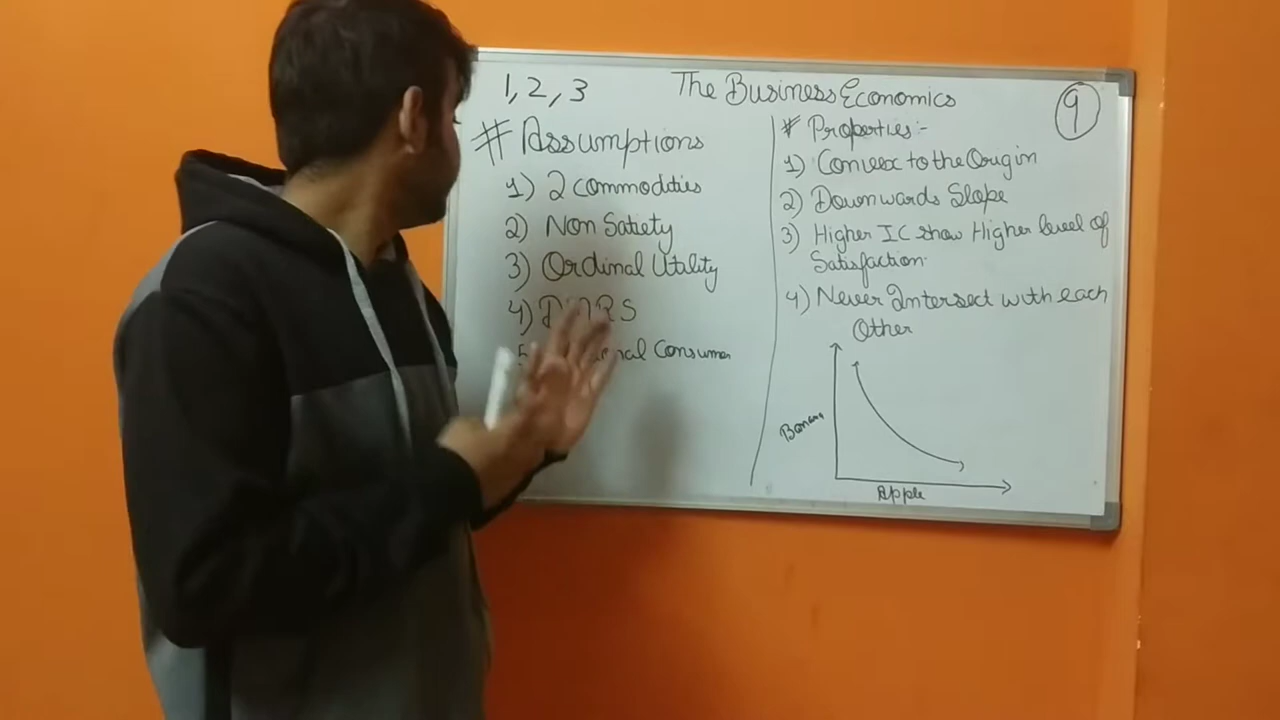 1, 2, 3
The Business Economics
9
# Assumptions
1) 2 commodities
2) Non Satiety
3) Ordinal Utility
4)
5 Consumer
# Properties :-
1) Convex to the Origin
2) Downwards Slope
3) Higher IC show Higher level of
Satisfaction.
4) Never Intersect with each
Other
Banana
Apple